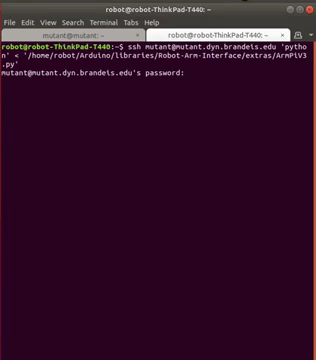 robot@robot-ThinkPad-T440: ~
File Edit View Search Terminal Tabs Help
mutant@mutant: ~ × robot@robot-ThinkPad-T440: ~ ×
robot@robot-ThinkPad-T440:~$ ssh mutant@mutant.dyn.brandeis.edu 'pytho
n' < '/home/robot/Arduino/libraries/Robot-Arm-Interface/extras/ArmPiV3
.py'
mutant@mutant.dyn.brandeis.edu's password: